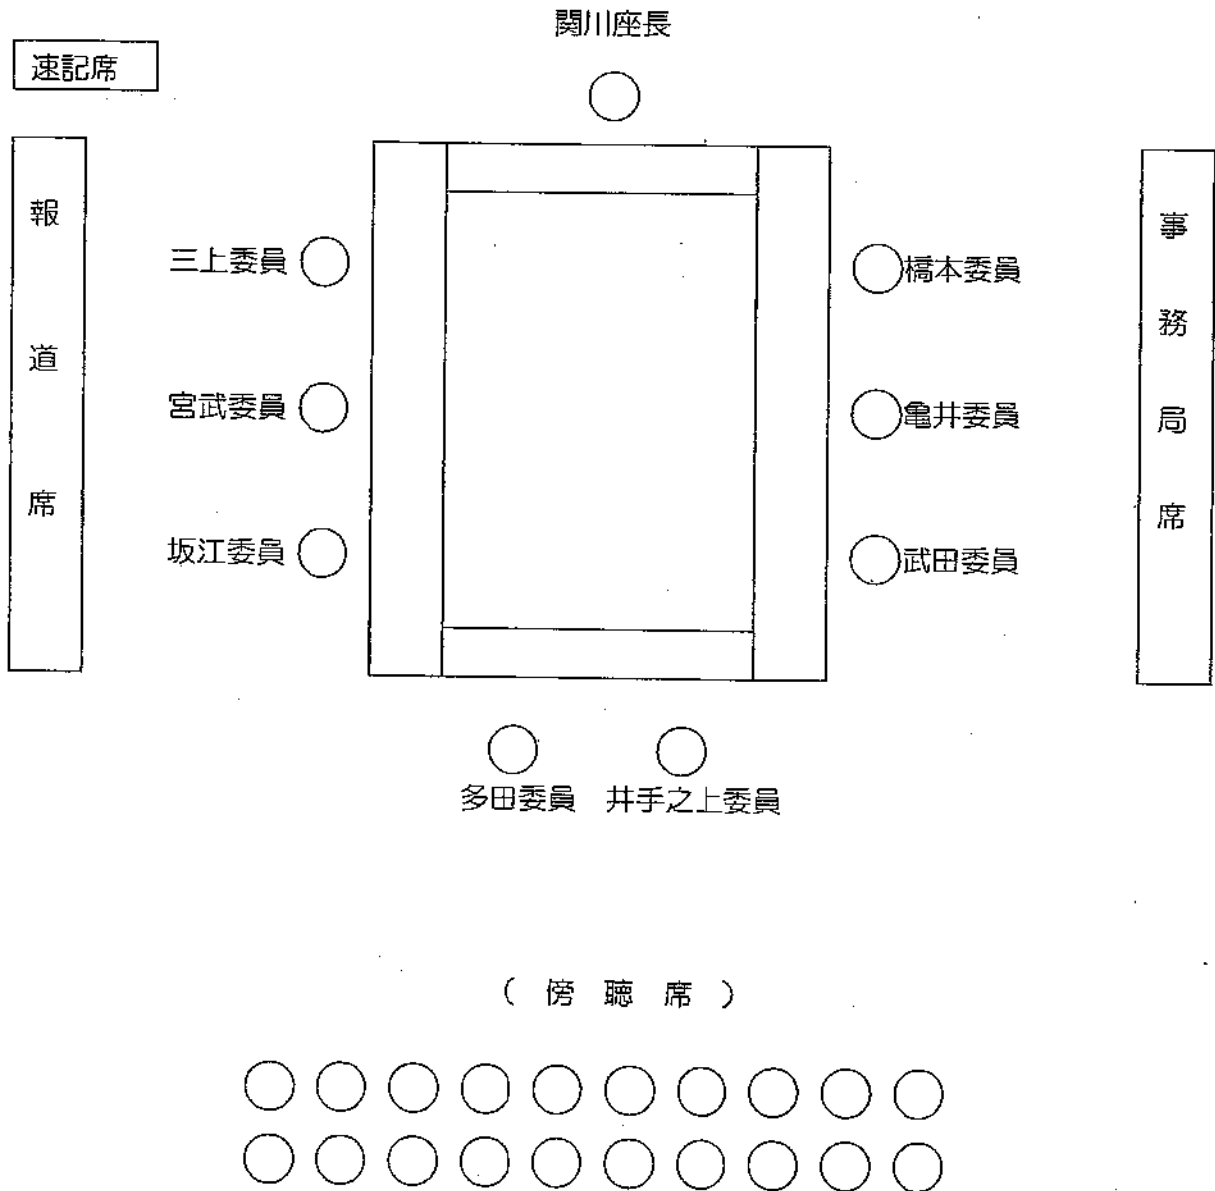 関川座長
速記席
報道席
事務局席
三上委員
橋本委員
宮武委員
亀井委員
坂江委員
武田委員
多田委員 井手之上委員
(傍聴席)